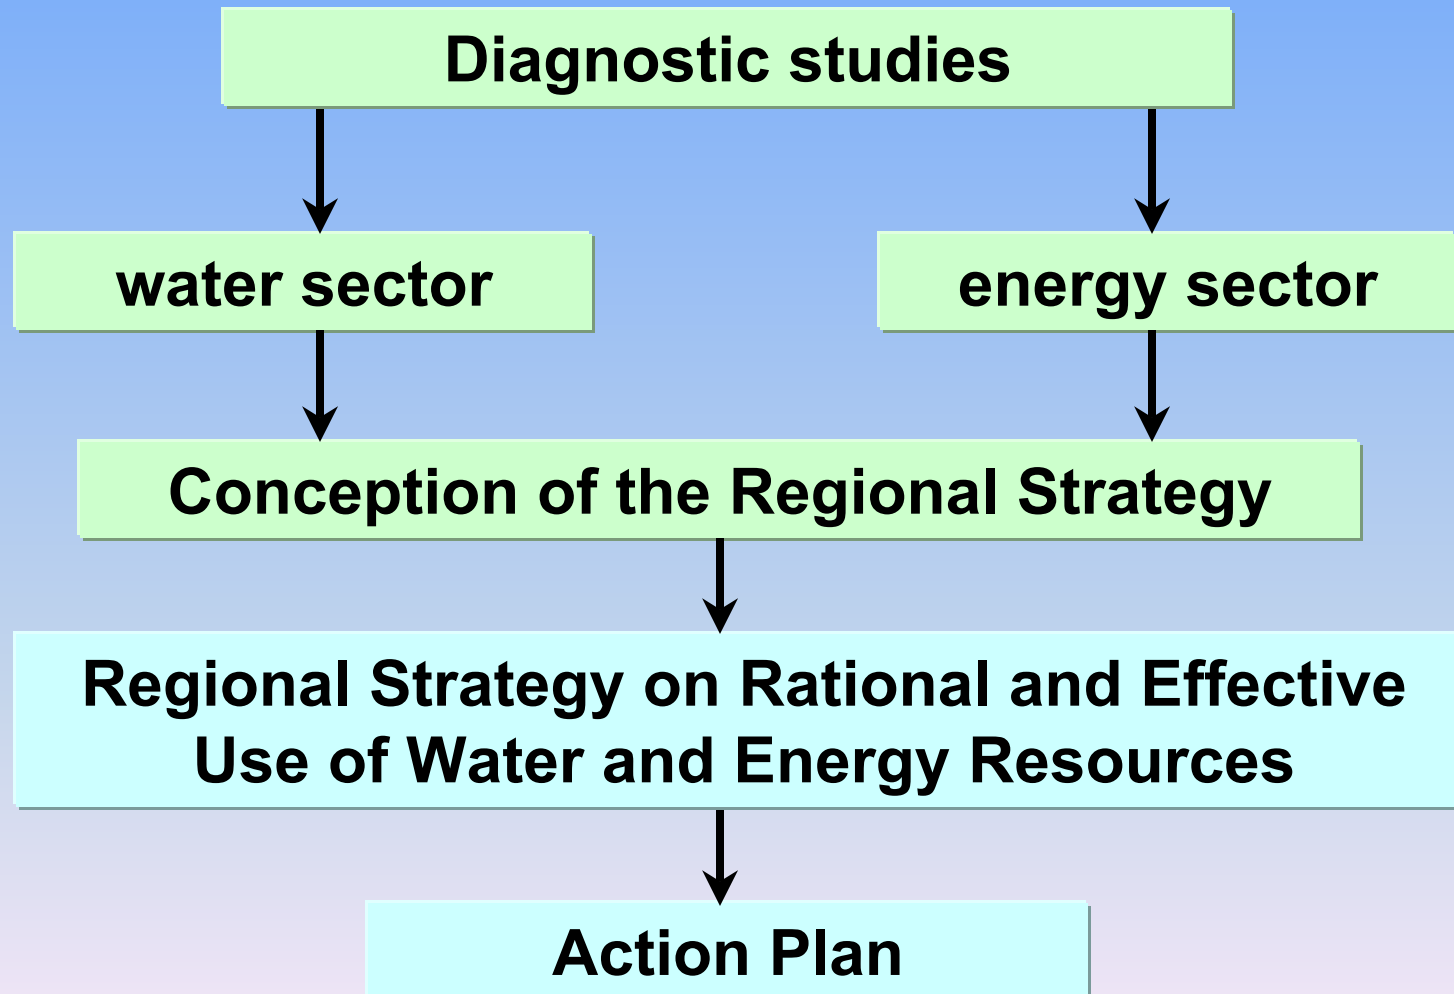 Diagnostic studies
water sector
energy sector
Conception of the Regional Strategy
Regional Strategy on Rational and Effective
Use of Water and Energy Resources
Action Plan